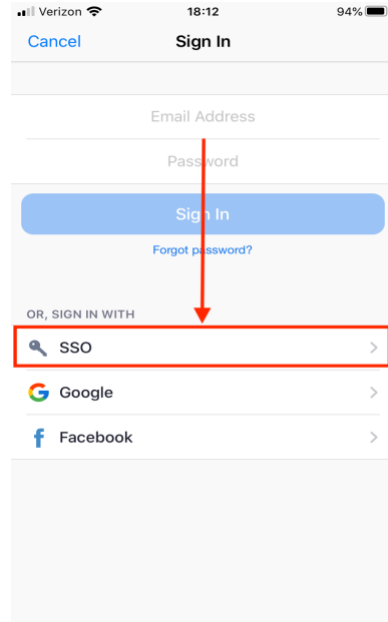 Verizon 18:12 94%
Cancel Sign In
Email Address
Password
Sign In
Forgot password?
OR, SIGN IN WITH
SSO
Google
Facebook